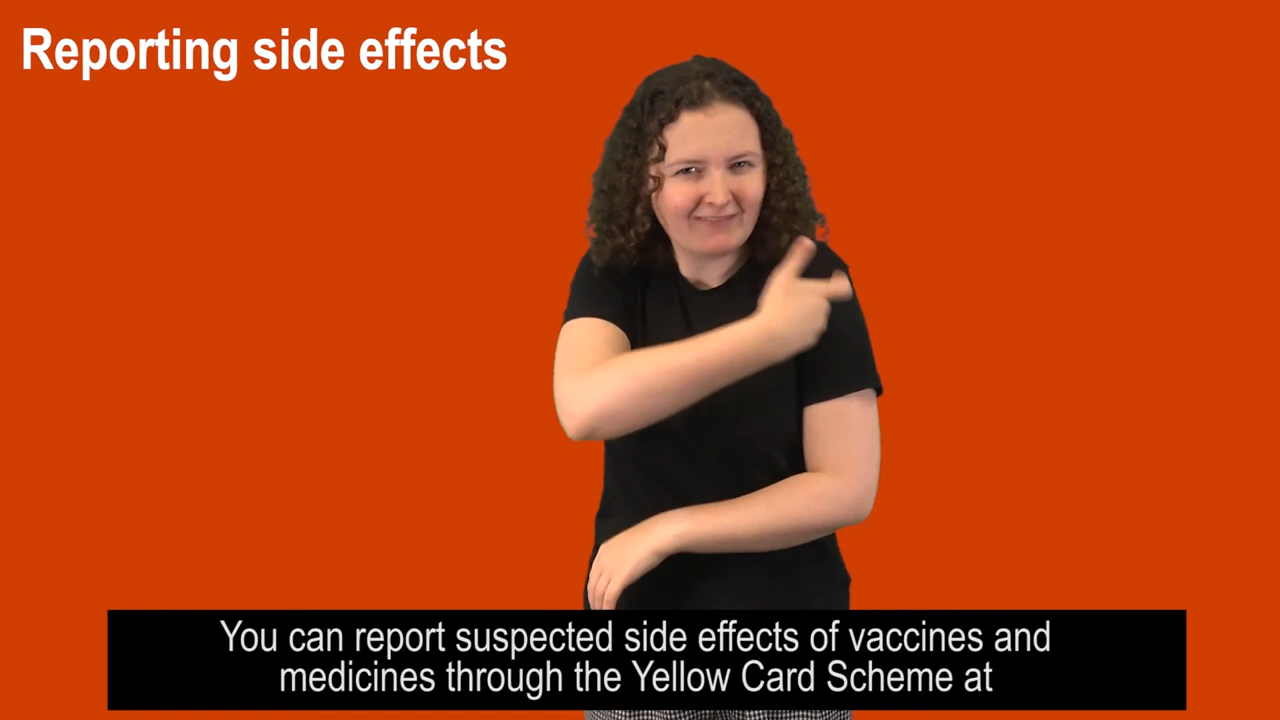 Reporting side effects
You can report suspected side effects of vaccines and
medicines through the Yellow Card Scheme at